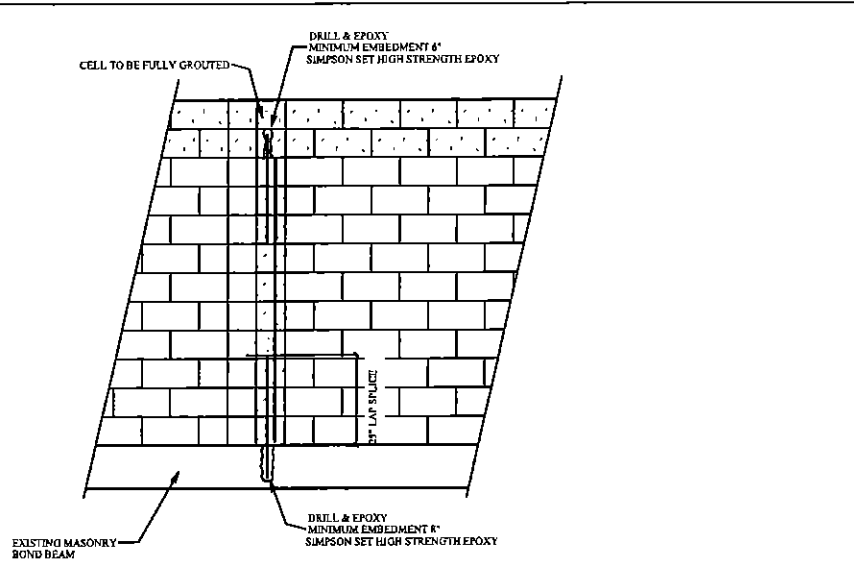 DRILL & EPOXY
MINIMUM EMBEDMENT 6"
SIMPSON SET HIGH STRENGTH EPOXY
CELL TO BE FULLY GROUTED
25" LAP SPLICE
DRILL & EPOXY
MINIMUM EMBEDMENT 8"
SIMPSON SET HIGH STRENGTH EPOXY
EXISTING MASONRY
BOND BEAM